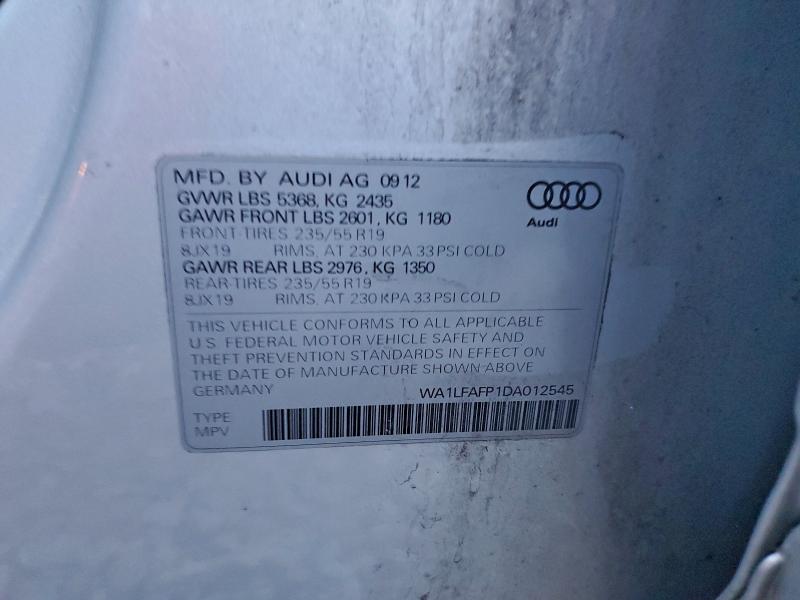 MFD. BY AUDI AG 0912
GVWR LBS 5368, KG 2435
GAWR FRONT LBS 2601, KG 1180
FRONT-TIRES 235/55 R19
8JX19 RIMS, AT 230 KPA 33 PSI COLD
GAWR REAR LBS 2976, KG 1350
REAR-TIRES 235/55 R19
8JX19 RIMS, AT 230 KPA 33 PSI COLD
Audi
THIS VEHICLE CONFORMS TO ALL APPLICABLE
U.S. FEDERAL MOTOR VEHICLE SAFETY AND
THEFT PREVENTION STANDARDS IN EFFECT ON
THE DATE OF MANUFACTURE SHOWN ABOVE.
GERMANY WA1LFAFP1DA012545
TYPE
MPV